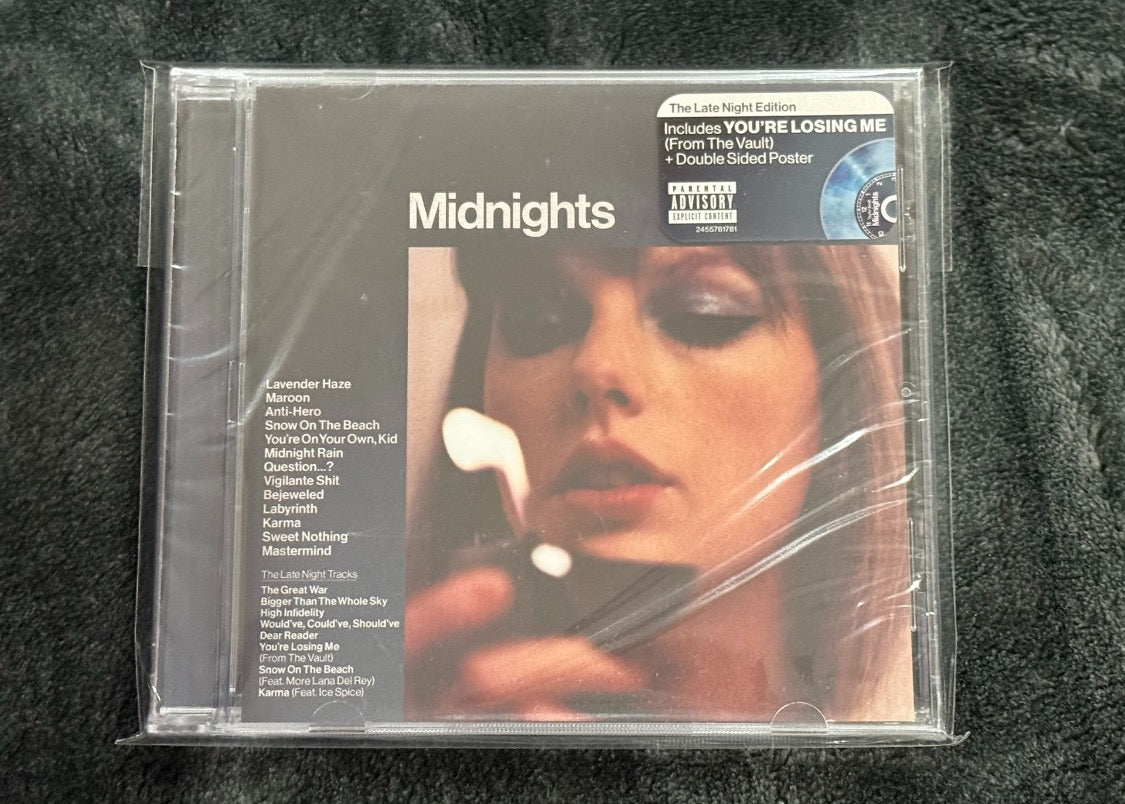 The Late Night Edition
Includes YOU'RE LOSING ME
(From The Vault)
+ Double Sided Poster
PARENTAL
ADVISORY
EXPLICIT CONTENT
2455761781
Midnights
Midnights
Lavender Haze
Maroon
Anti-Hero
Snow On The Beach
You're On Your Own, Kid
Midnight Rain
Question...?
Vigilante Shit
Bejeweled
Labyrinth
Karma
Sweet Nothing
Mastermind
The Late Night Tracks
The Great War
Bigger Than The Whole Sky
High Infidelity
Would've, Could've, Should've
Dear Reader
You're Losing Me
(From The Vault)
Snow On The Beach
(Feat. More Lana Del Rey)
Karma (Feat. Ice Spice)